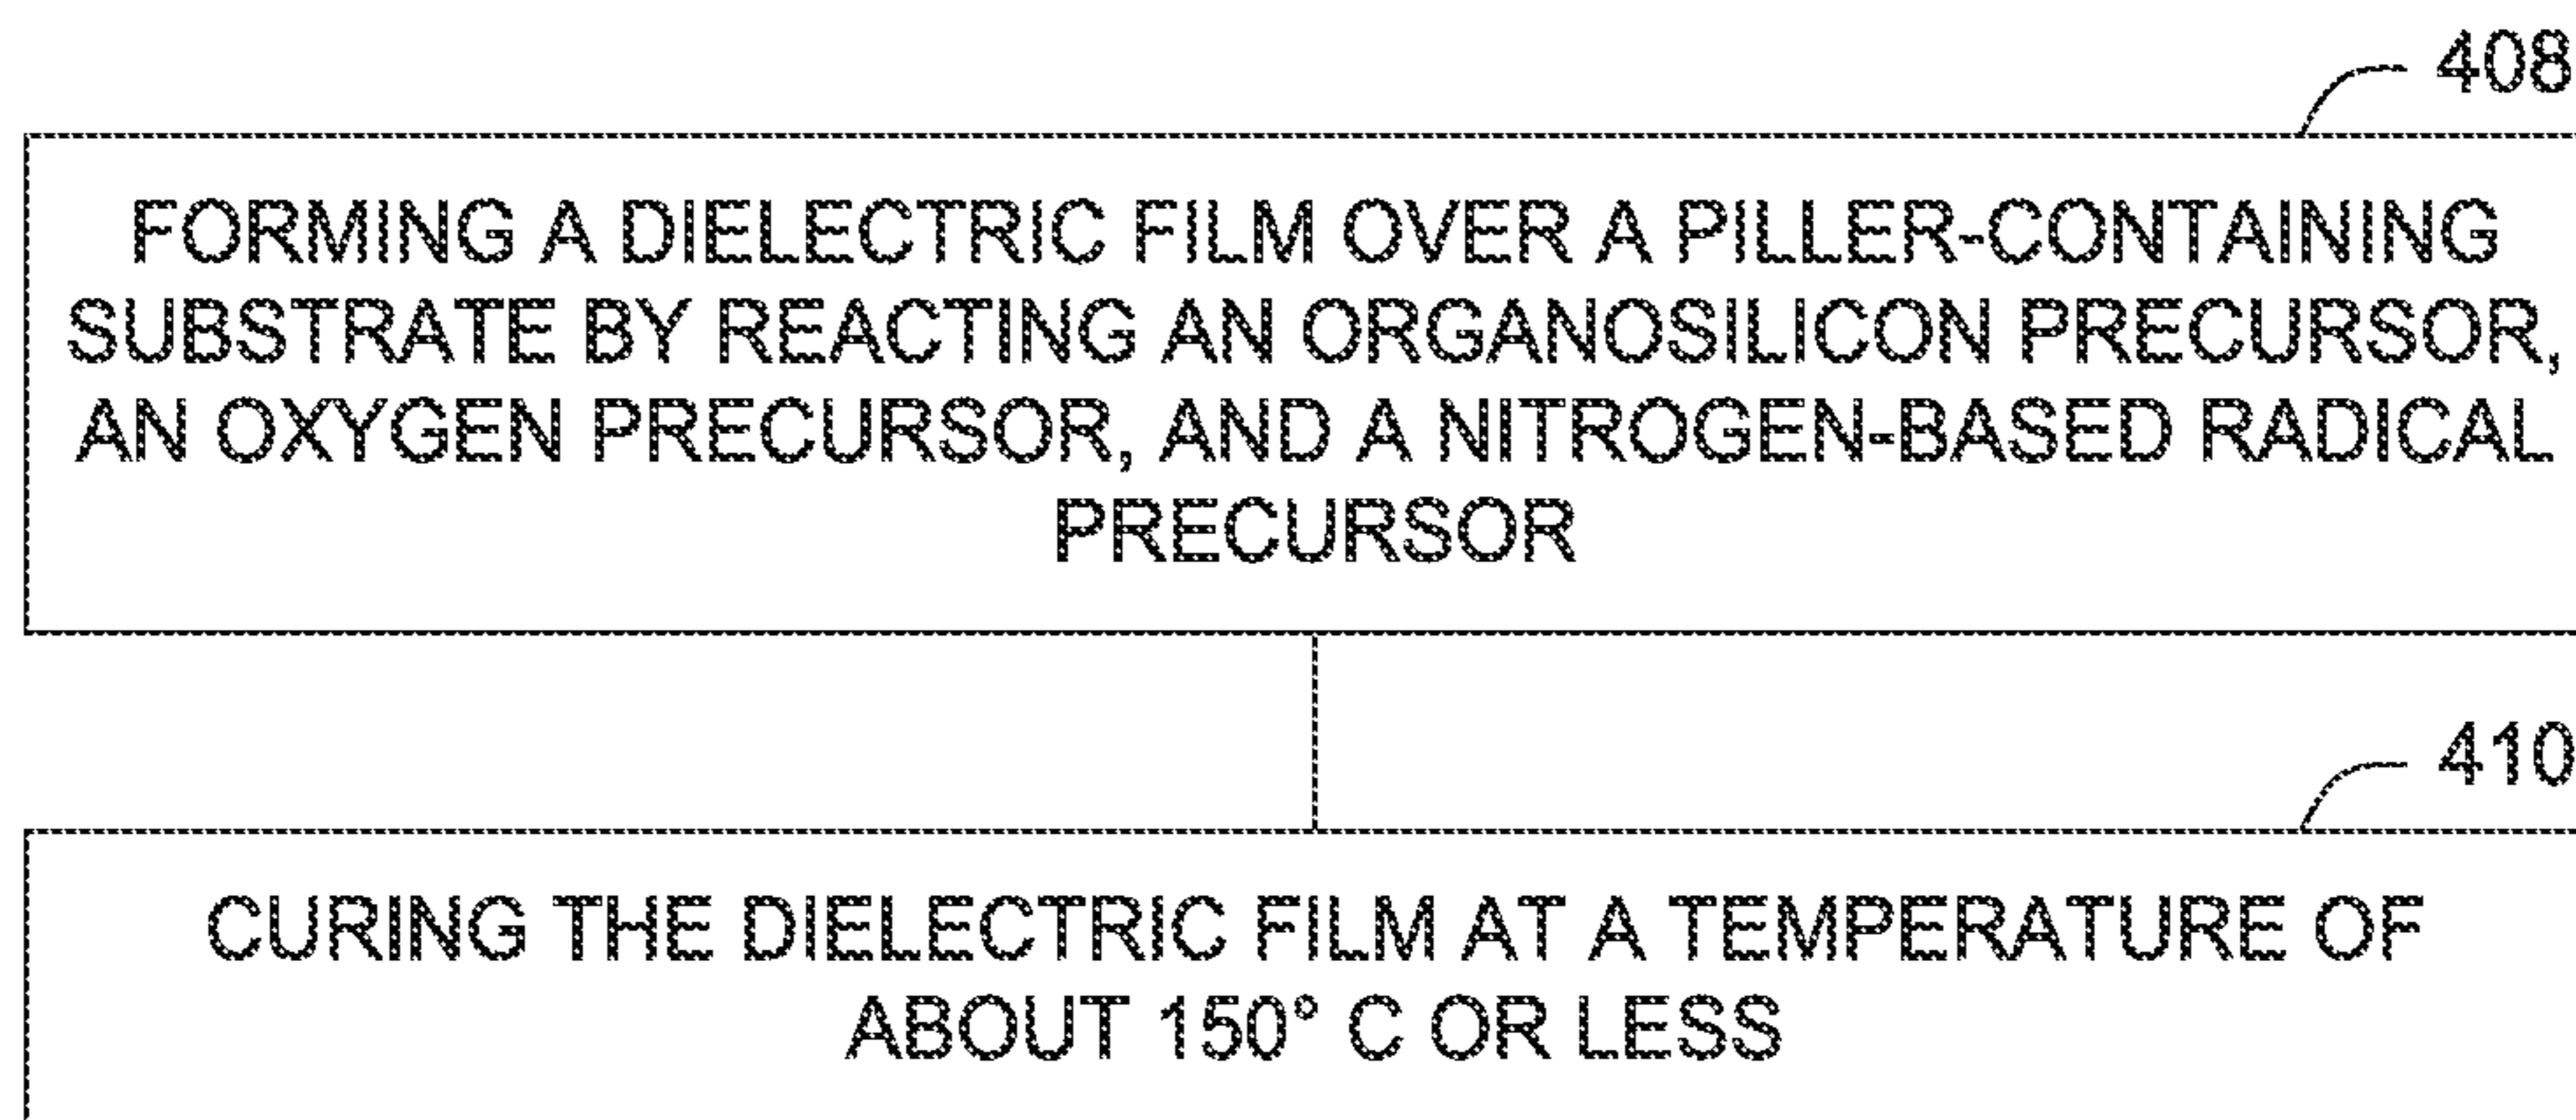 408
FORMING A DIELECTRIC FILM OVER A PILLER-CONTAINING
SUBSTRATE BY REACTING AN ORGANOSILICON PRECURSOR,
AN OXYGEN PRECURSOR, AND A NITROGEN-BASED RADICAL
PRECURSOR
410
CURING THE DIELECTRIC FILM AT A TEMPERATURE OF
ABOUT 150° C OR LESS